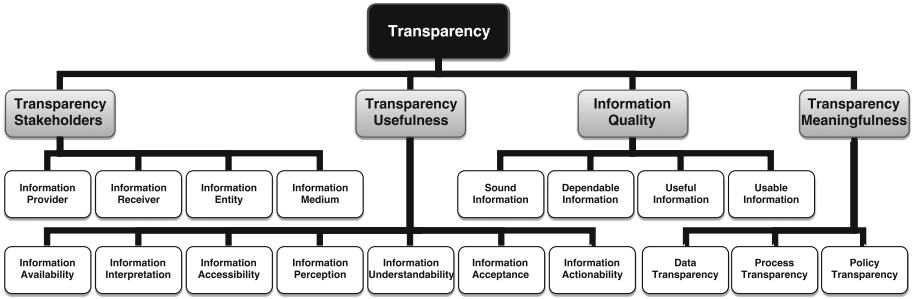 Transparency
Transparency
Stakeholders
Transparency
Usefulness
Information
Quality
Transparency
Meaningfulness
Information
Provider
Information
Receiver
Information
Entity
Information
Medium
Sound
Information
Dependable
Information
Useful
Information
Usable
Information
Information
Availability
Information
Interpretation
Information
Accessibility
Information
Perception
Information
Understandability
Information
Acceptance
Information
Actionability
Data
Transparency
Process
Transparency
Policy
Transparency